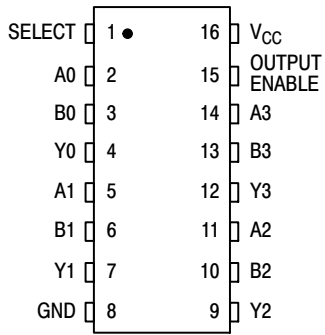 SELECT 1 16 VCC
A0 2 15 OUTPUT ENABLE
B0 3 14 A3
Y0 4 13 B3
A1 5 12 Y3
B1 6 11 A2
Y1 7 10 B2
GND 8 9 Y2